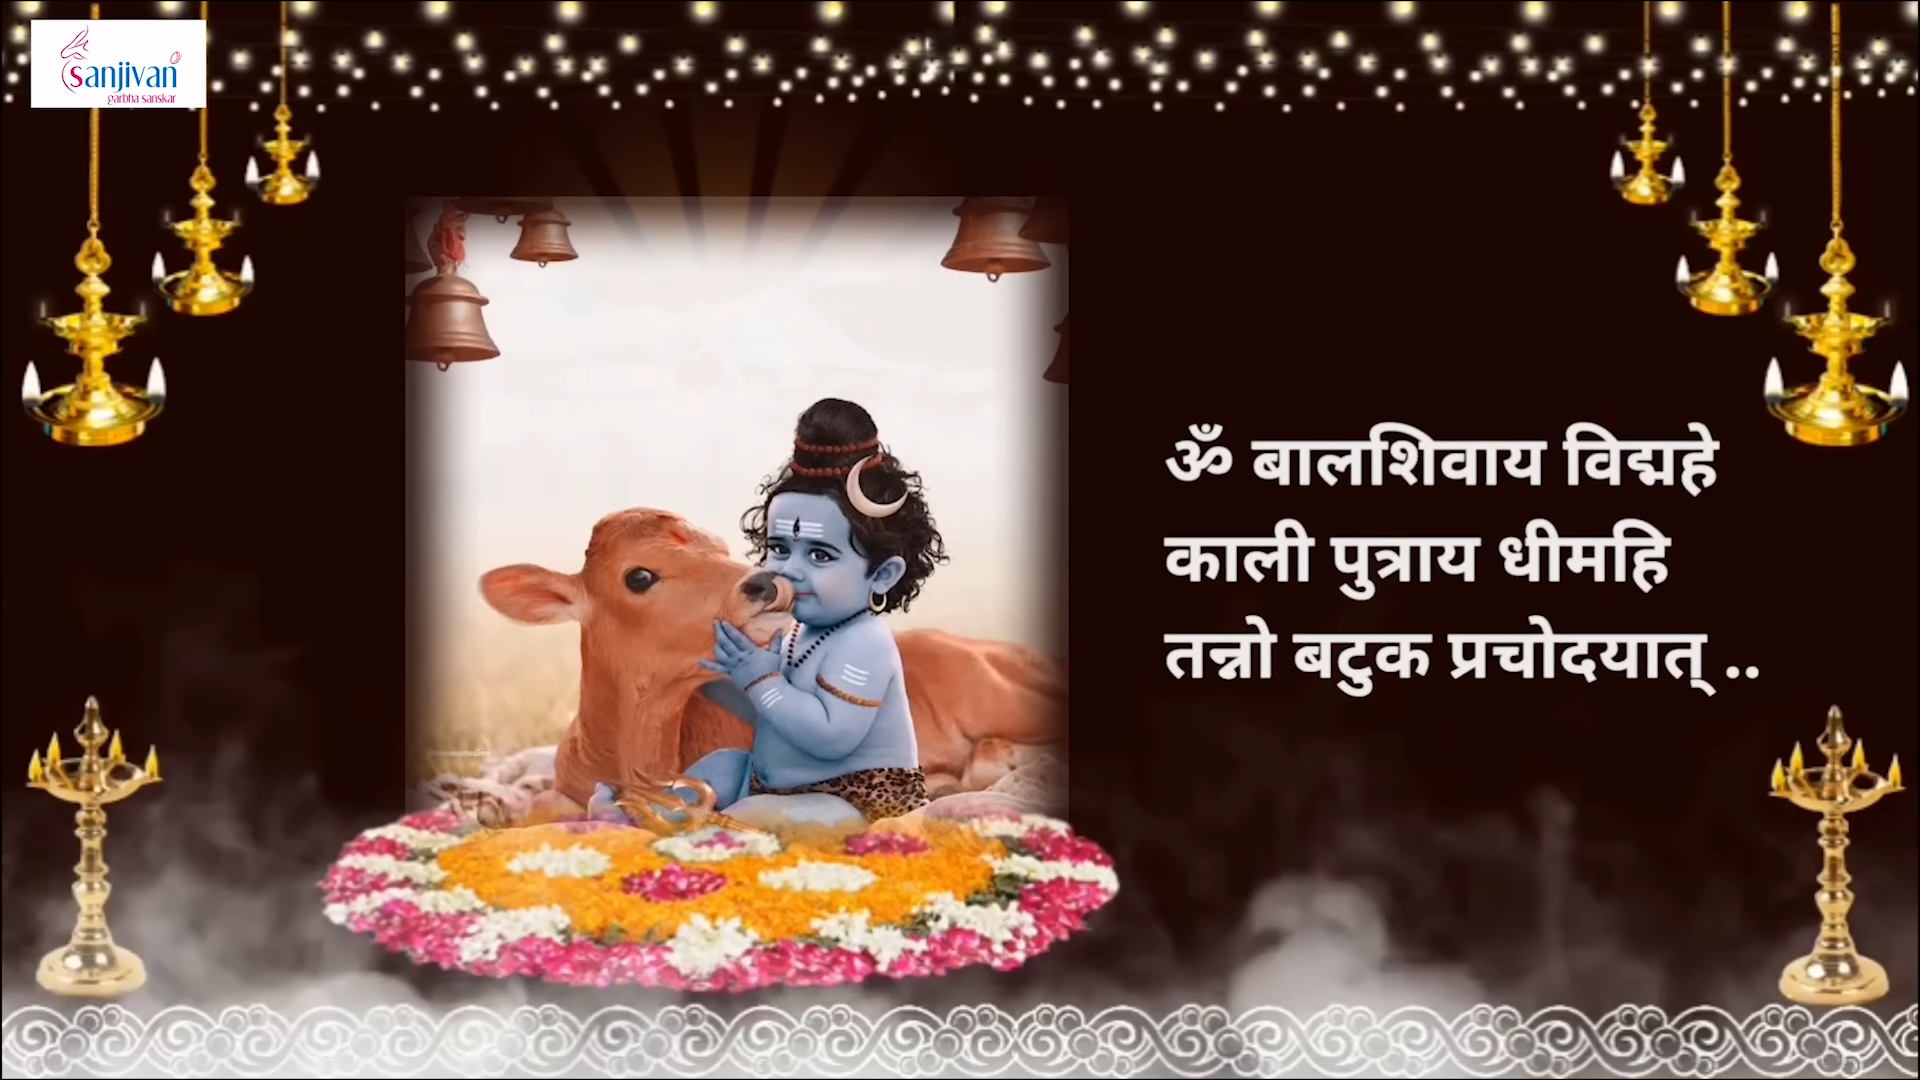 sanjivan
garbha sanskar
ॐ बालशिवाय विद्महे
काली पुत्राय धीमहि
तन्नो बटुक प्रचोदयात् ..